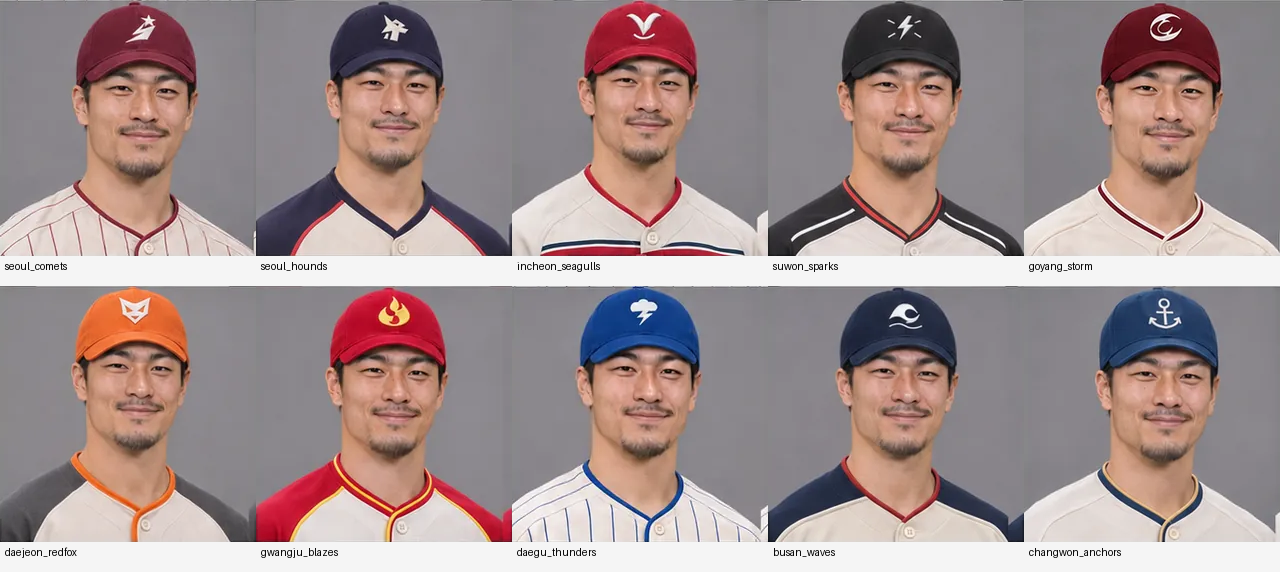 seoul_comets
seoul_hounds
incheon_seagulls
suwon_sparks
goyang_storm
daejeon_redfox
gwangju_blazes
daegu_thunders
busan_waves
changwon_anchors